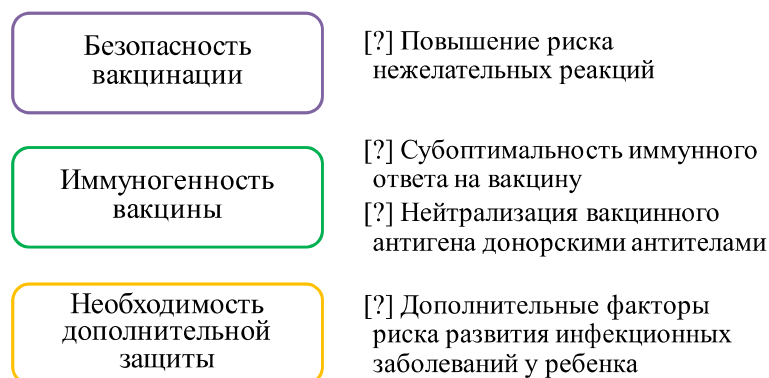 Безопасность
вакцинации
[?] Повышение риска
нежелательных реакций
Иммуногенность
вакцины
[?] Субоптимальность иммунного
ответа на вакцину
[?] Нейтрализация вакцинного
антигена донорскими антителами
Необходимость
дополнительной
защиты
[?] Дополнительные факторы
риска развития инфекционных
заболеваний у ребенка